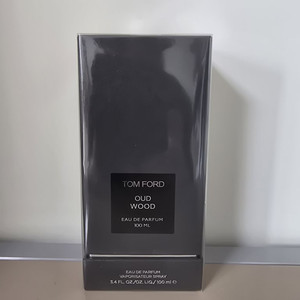 TOM FORD
OUD
WOOD
EAU DE PARFUM
100 ML
EAU DE PARFUM
VAPORISATEUR SPRAY
3.4 FL.OZ./OZ. LIQ./100 ml ℮